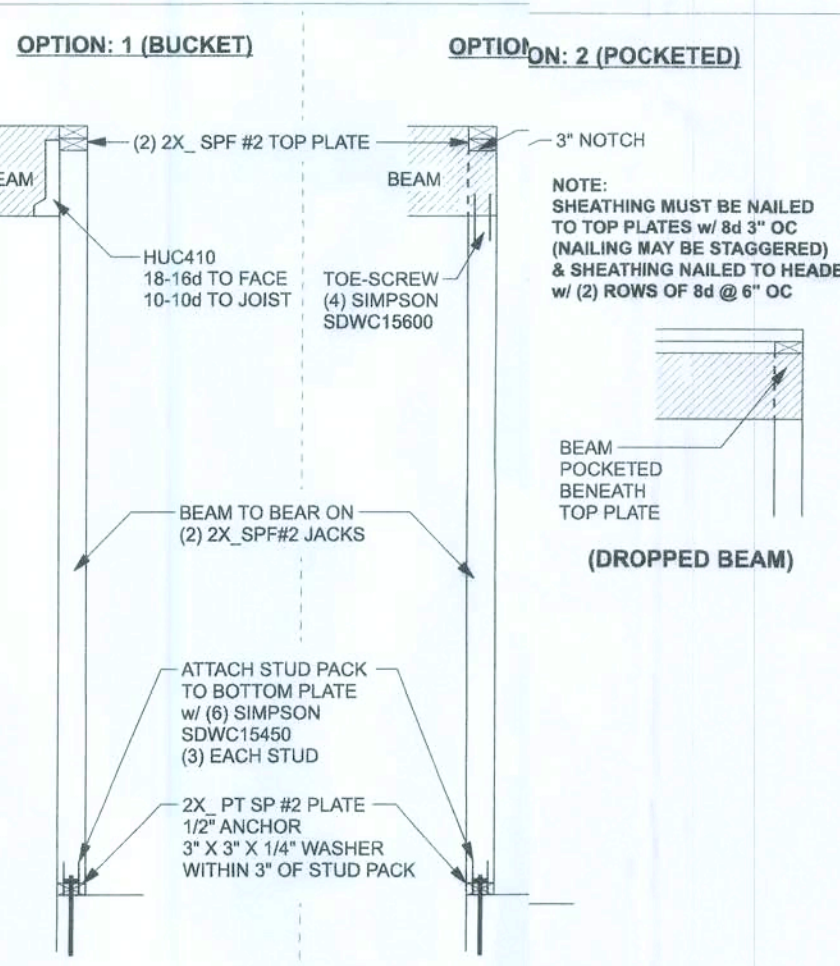 OPTION: 1 (BUCKET)
OPTION
ON: 2 (POCKETED)
(2) 2X_ SPF #2 TOP PLATE
3" NOTCH
EAM
BEAM
NOTE:
SHEATHING MUST BE NAILED
TO TOP PLATES w/ 8d 3" OC
(NAILING MAY BE STAGGERED)
& SHEATHING NAILED TO HEADE
w/ (2) ROWS OF 8d @ 6" OC
HUC410
18-16d TO FACE
10-10d TO JOIST
TOE-SCREW
(4) SIMPSON
SDWC15600
BEAM
POCKETED
BENEATH
TOP PLATE
(DROPPED BEAM)
BEAM TO BEAR ON
(2) 2X_SPF#2 JACKS
ATTACH STUD PACK
TO BOTTOM PLATE
w/ (6) SIMPSON
SDWC15450
(3) EACH STUD
2X_ PT SP #2 PLATE
1/2" ANCHOR
3" X 3" X 1/4" WASHER
WITHIN 3" OF STUD PACK